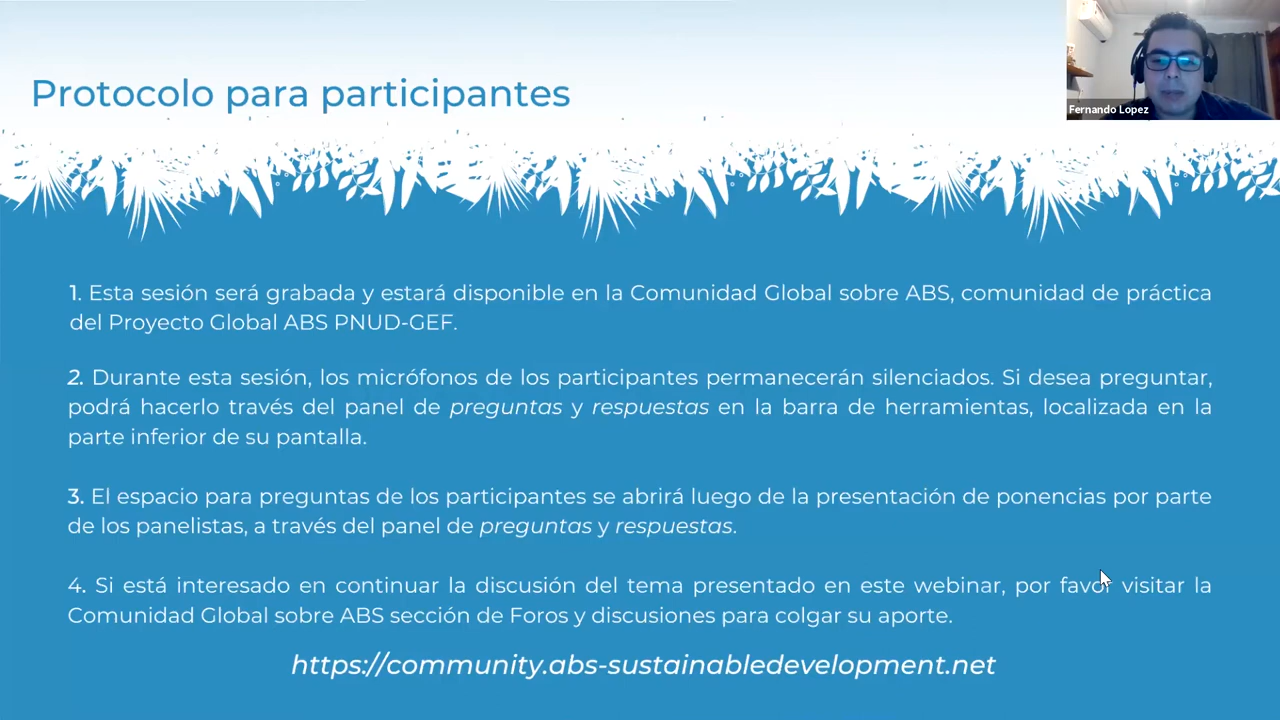 Protocolo para participantes
Fernando Lopez
1. Esta sesión será grabada y estará disponible en la Comunidad Global sobre ABS, comunidad de práctica
del Proyecto Global ABS PNUD-GEF.
2. Durante esta sesión, los micrófonos de los participantes permanecerán silenciados. Si desea preguntar,
podrá hacerlo través del panel de preguntas y respuestas en la barra de herramientas, localizada en la
parte inferior de su pantalla.
3. El espacio para preguntas de los participantes se abrirá luego de la presentación de ponencias por parte
de los panelistas, a través del panel de preguntas y respuestas.
4. Si está interesado en continuar la discusión del tema presentado en este webinar, por favor visitar la
Comunidad Global sobre ABS sección de Foros y discusiones para colgar su aporte.
https://community.abs-sustainabledevelopment.net